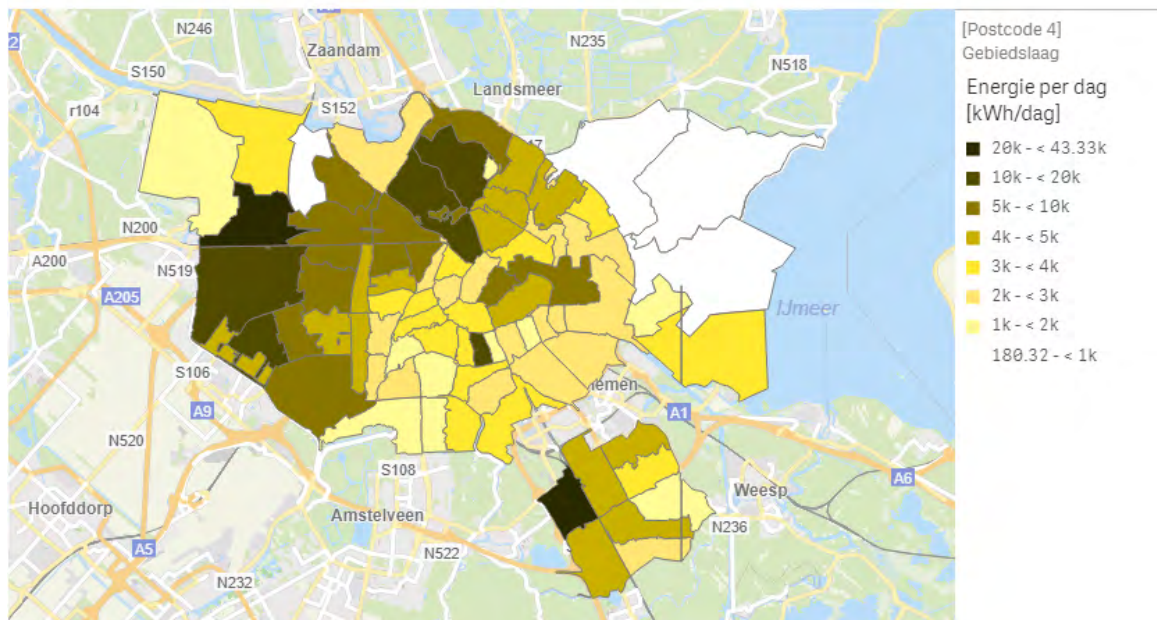 N246
Zaandam
N235
S150
N518
Landsmeer
r104
S152
47
N200
A200
N519
A205
IJmeer
S106
A9
emen
A1
N520
S108
A6
Weesp
Hoofddorp
Amstelveen
N236
A5
N522
N232
[Postcode 4]
Gebiedslaag
Energie per dag
[kWh/dag]
20k - < 43.33k
10k - < 20k
5k - < 10k
4k - < 5k
3k - < 4k
2k - < 3k
1k - < 2k
180.32 - < 1k